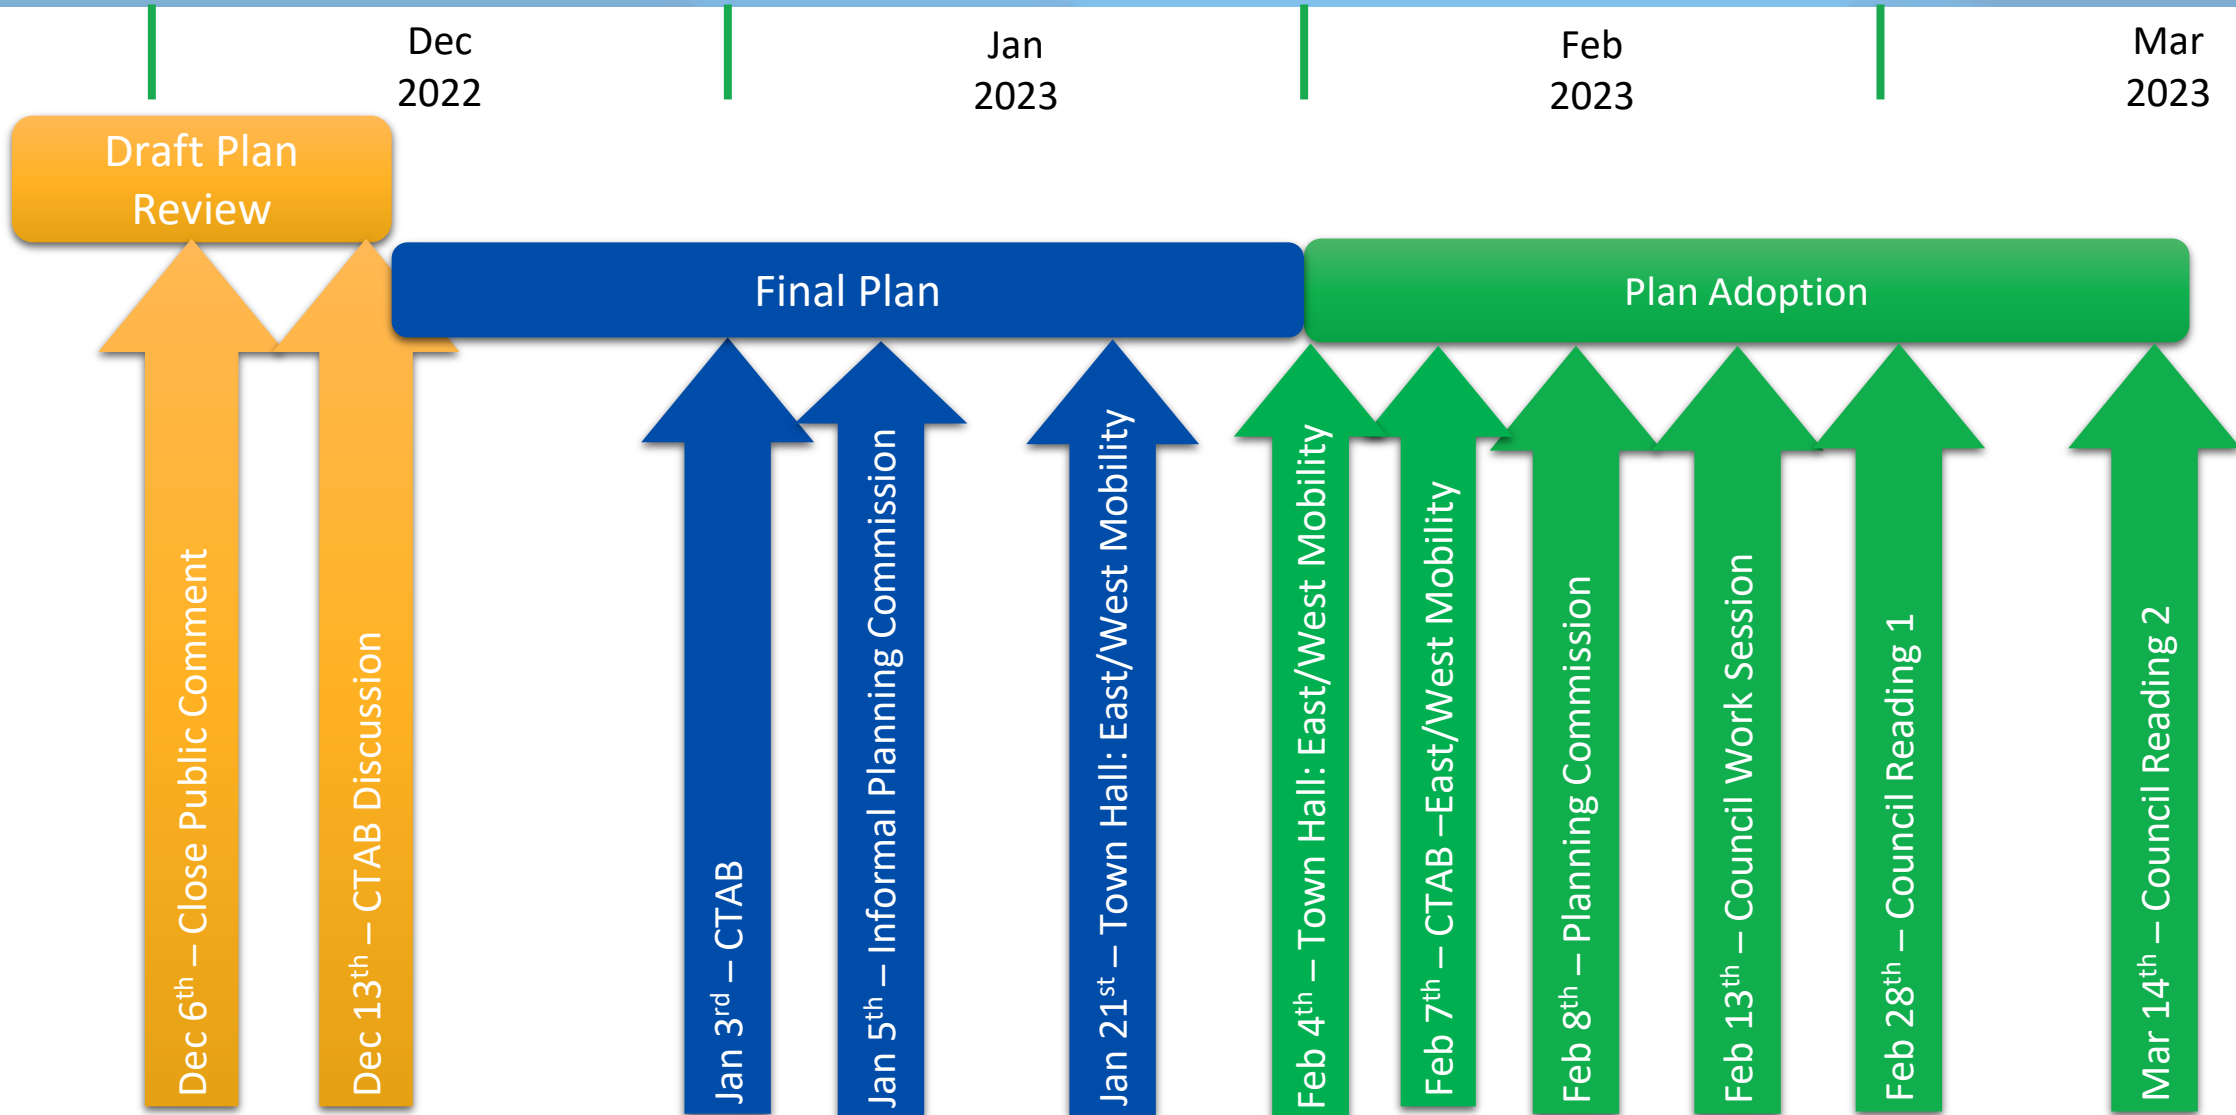 Dec
2022
Jan
2023
Feb
2023
Mar
2023
Draft Plan
Review
Final Plan
Plan Adoption
Dec 6th – Close Public Comment
Dec 13th – CTAB Discussion
Jan 3rd – CTAB
Jan 5th – Informal Planning Commission
Jan 21st – Town Hall: East/West Mobility
Feb 4th – Town Hall: East/West Mobility
Feb 7th – CTAB –East/West Mobility
Feb 8th – Planning Commission
Feb 13th – Council Work Session
Feb 28th – Council Reading 1
Mar 14th – Council Reading 2